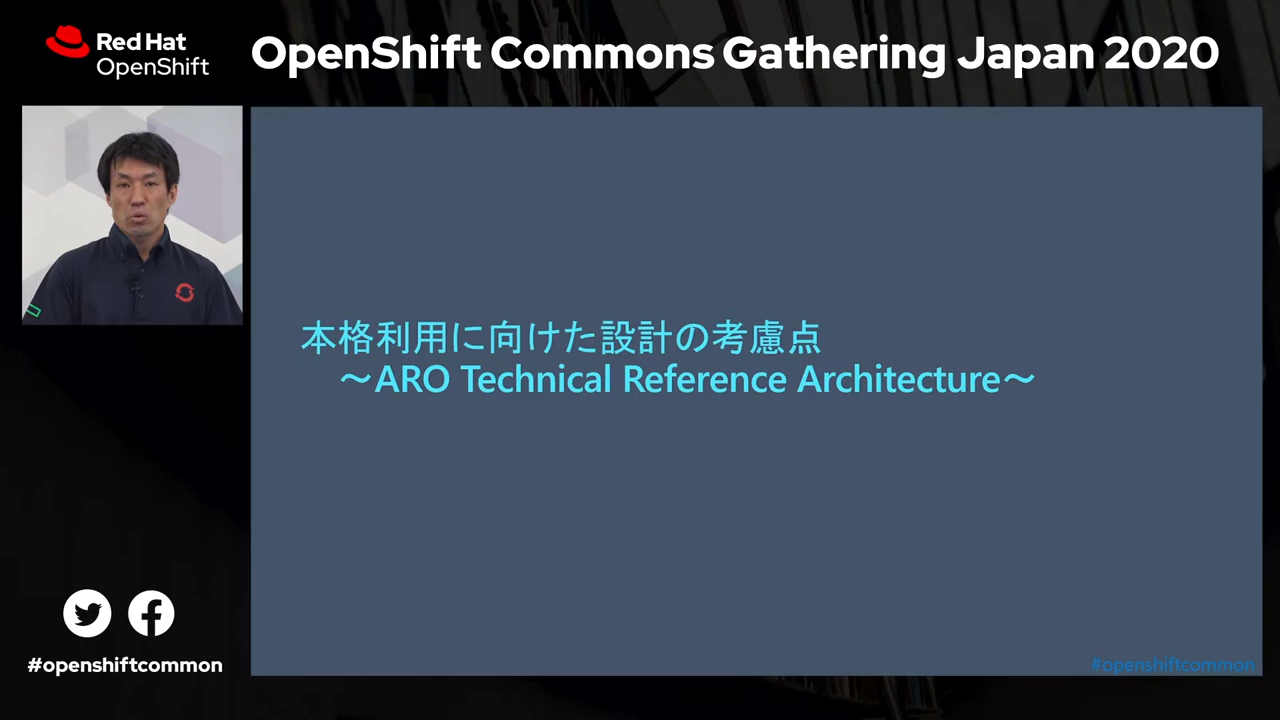 Red Hat
OpenShift
OpenShift Commons Gathering Japan 2020
本格利用に向けた設計の考慮点
～ARO Technical Reference Architecture～
#openshiftcommon
#openshiftcommon